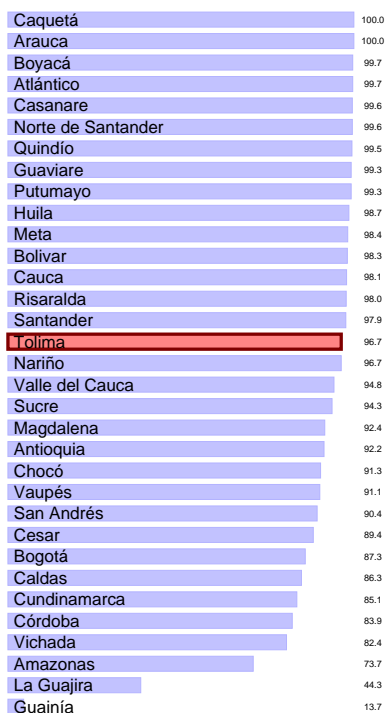 Caquetá 100.0
Arauca 100.0
Boyacá 99.7
Atlántico 99.7
Casanare 99.6
Norte de Santander 99.6
Quindío 99.5
Guaviare 99.3
Putumayo 99.3
Huila 98.7
Meta 98.4
Bolivar 98.3
Cauca 98.1
Risaralda 98.0
Santander 97.9
Tolima 96.7
Nariño 96.7
Valle del Cauca 94.8
Sucre 94.3
Magdalena 92.4
Antioquia 92.2
Chocó 91.3
Vaupés 91.1
San Andrés 90.4
Cesar 89.4
Bogotá 87.3
Caldas 86.3
Cundinamarca 85.1
Córdoba 83.9
Vichada 82.4
Amazonas 73.7
La Guajira 44.3
Guainía 13.7